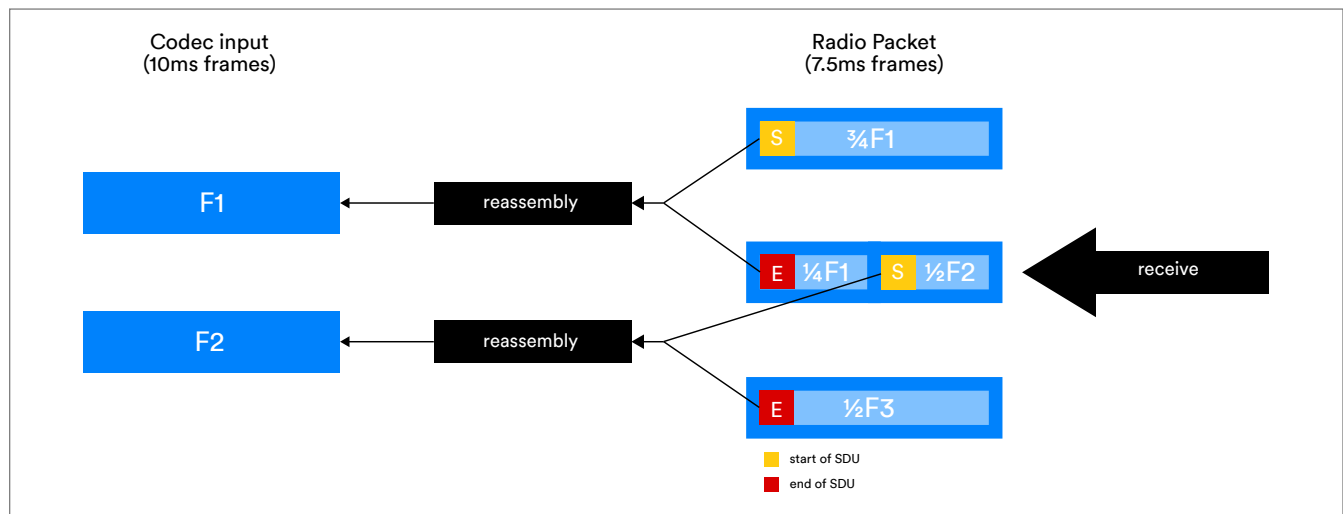 Codec input
(10ms frames)
Radio Packet
(7.5ms frames)
S ¾F1
F1
reassembly
E ¼F1 S ½F2
receive
F2
reassembly
E ½F3
start of SDU
end of SDU